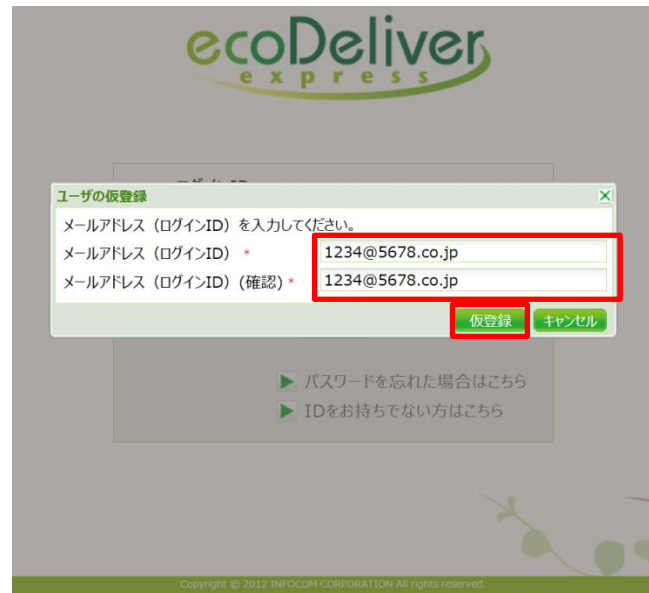 ecoDeliver
express
ユーザの仮登録
メールアドレス（ログインID）を入力してください。
メールアドレス（ログインID） *
1234@5678.co.jp
メールアドレス（ログインID）(確認) *
1234@5678.co.jp
仮登録 キャンセル
パスワードを忘れた場合はこちら
IDをお持ちでない方はこちら
Copyright © 2012 INFOCOM CORPORATION All rights reserved.